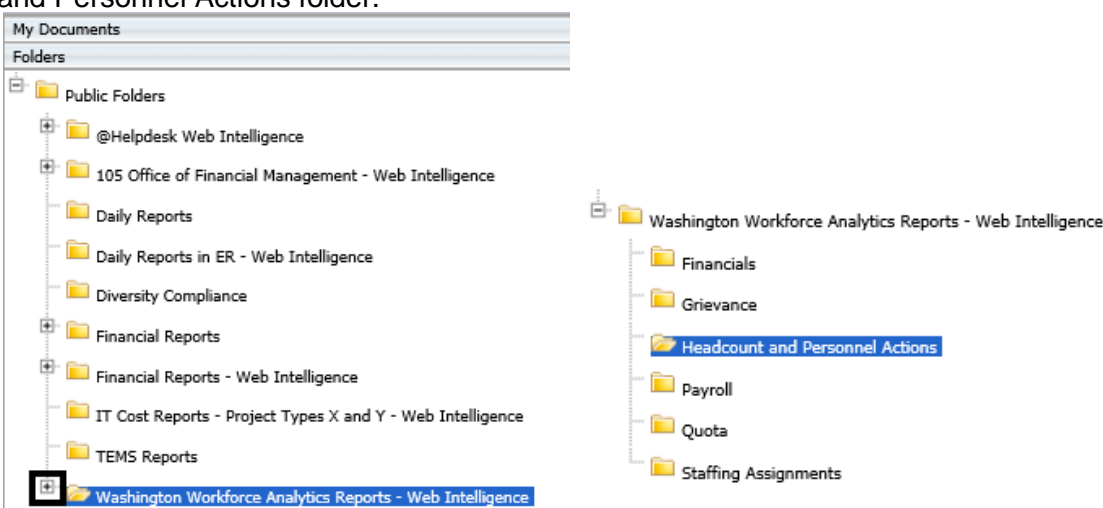 and Personnel Actions folder.
My Documents
Folders
Public Folders
@Helpdesk Web Intelligence
105 Office of Financial Management - Web Intelligence
Daily Reports
Daily Reports in ER - Web Intelligence
Diversity Compliance
Financial Reports
Financial Reports - Web Intelligence
IT Cost Reports - Project Types X and Y - Web Intelligence
TEMS Reports
Washington Workforce Analytics Reports - Web Intelligence
Washington Workforce Analytics Reports - Web Intelligence
Financials
Grievance
Headcount and Personnel Actions
Payroll
Quota
Staffing Assignments